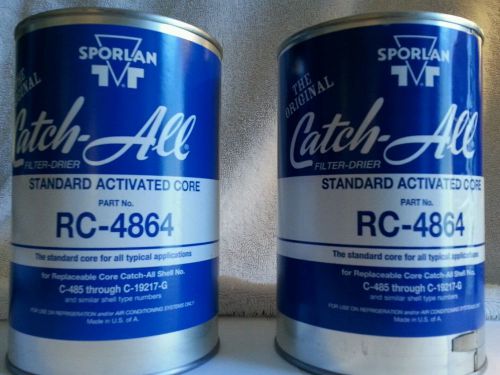 SPORLAN
THE ORIGINAL
Catch-All®
FILTER-DRIER
STANDARD ACTIVATED CORE
PART No.
RC-4864
The standard core for all typical applications
for Replaceable Core Catch-All Shell No.
C-485 through C-19217-G
and similar shell type numbers
FOR USE ON REFRIGERATION and/or AIR CONDITIONING SYSTEMS ONLY
Made in U.S. of A.
SPORLAN
THE ORIGINAL
Catch-All®
FILTER-DRIER
STANDARD ACTIVATED CORE
PART No.
RC-4864
The standard core for all typical applications
for Replaceable Core Catch-All Shell No.
C-485 through C-19217-G
and similar shell type numbers
FOR USE ON REFRIGERATION and/or AIR CONDITIONING SYSTEMS ONLY
Made in U.S. of A.